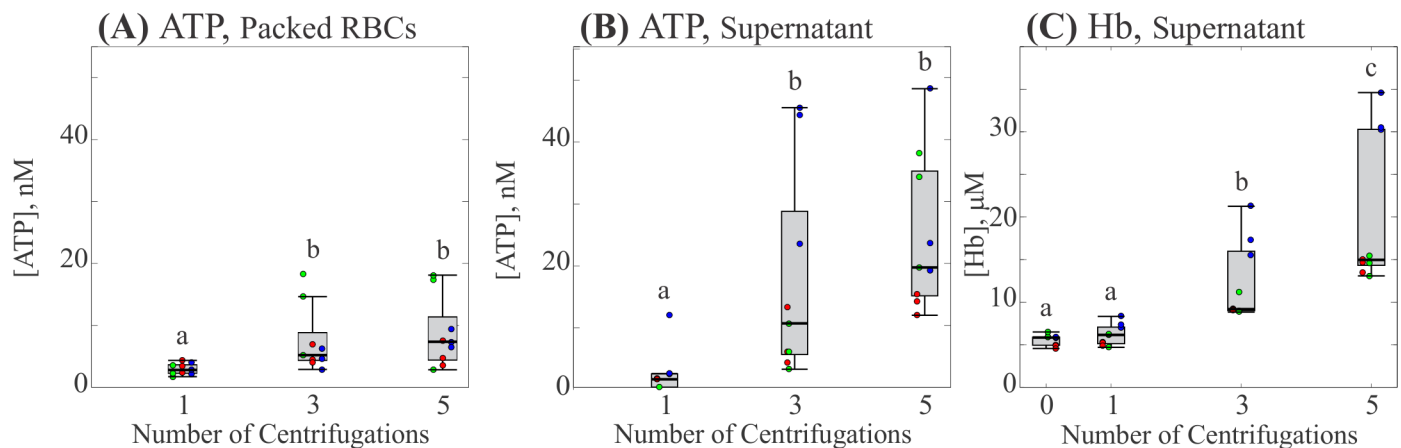 (A) ATP, Packed RBCs
[ATP], nM
40
20
0
a
b
b
1 3 5
Number of Centrifugations
(B) ATP, Supernatant
[ATP], nM
40
20
0
a
b
b
1 3 5
Number of Centrifugations
(C) Hb, Supernatant
[Hb], μM
30
20
10
0
a
a
b
c
0 1 3 5
Number of Centrifugations